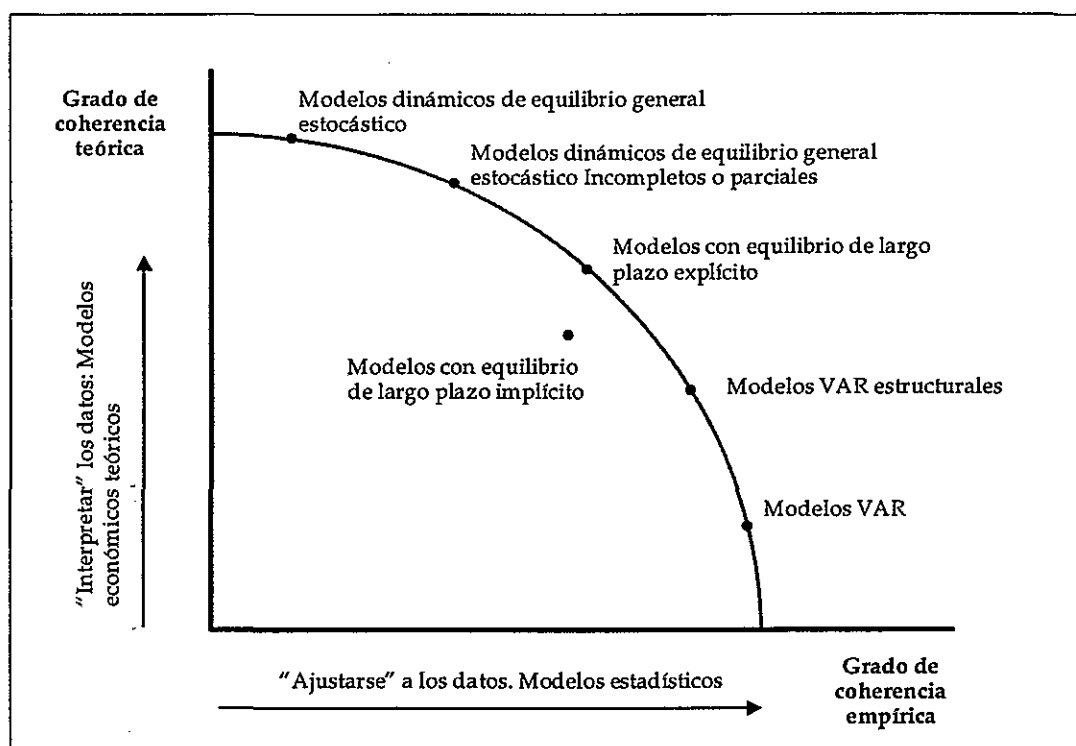 Grado de
coherencia
teórica
Modelos dinámicos de equilibrio general
estocástico
Modelos dinámicos de equilibrio general
estocástico Incompletos o parciales
Modelos con equilibrio de largo
plazo explícito
Modelos con equilibrio
de largo plazo implícito
Modelos VAR estructurales
Modelos VAR
"Interpretar" los datos: Modelos
económicos teóricos
"Ajustarse" a los datos. Modelos estadísticos
Grado de
coherencia
empírica